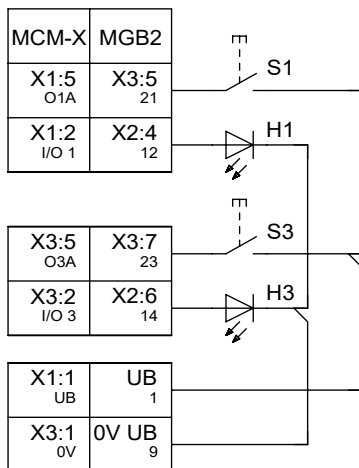 MCM-X MGB2
X1:5 X3:5 S1
O1A 21
X1:2 X2:4 H1
I/O 1 12
X3:5 X3:7 S3
O3A 23
X3:2 X2:6 H3
I/O 3 14
X1:1 UB
UB 1
X3:1 0V UB
0V 9